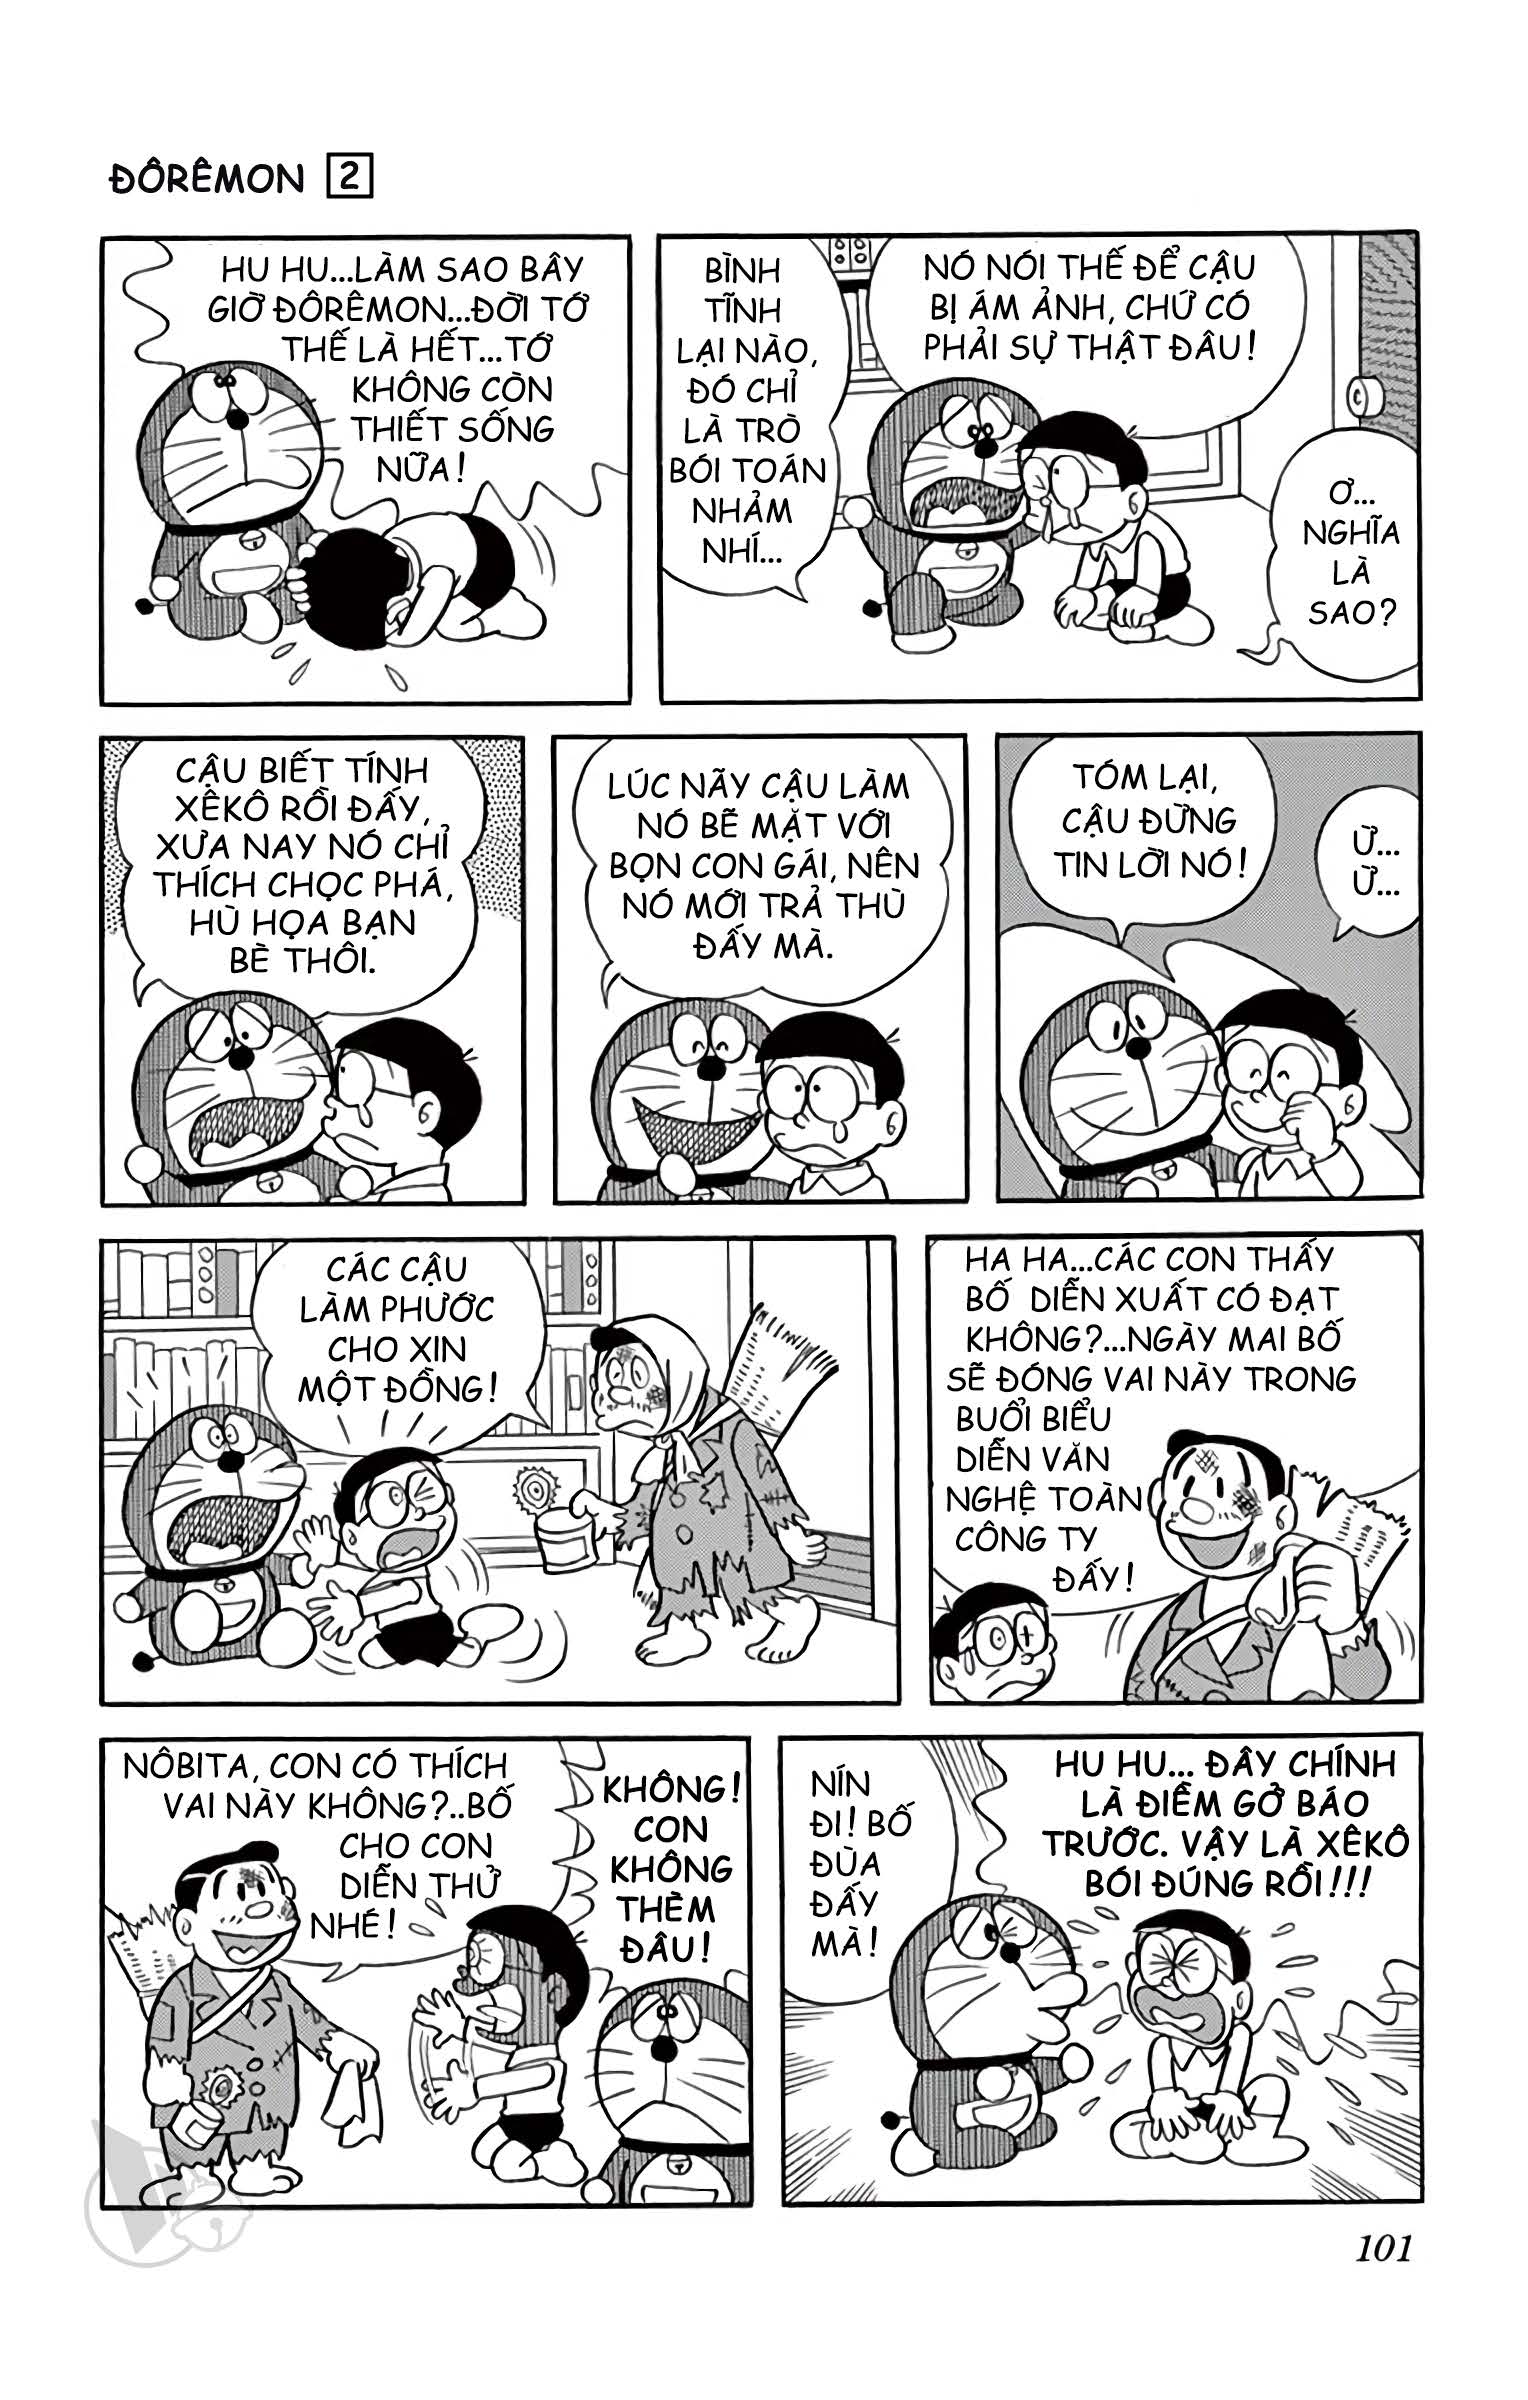 ĐÔRÊMON 2
HU HU...LÀM SAO BÂY
GIỜ ĐÔRÊMON...ĐỜI TỚ
THẾ LÀ HẾT...TỚ
KHÔNG CÒN
THIẾT SỐNG
NỮA!
BÌNH
TĨNH
LẠI NÀO,
ĐÓ CHỈ
LÀ TRÒ
BÓI TOÁN
NHẢM
NHÍ...
NÓ NÓI THẾ ĐỂ CẬU
BỊ ÁM ẢNH, CHỨ CÓ
PHẢI SỰ THẬT ĐÂU!
Ơ...
NGHĨA
LÀ
SAO?
CẬU BIẾT TÍNH
XÊKÔ RỒI ĐẤY,
XƯA NAY NÓ CHỈ
THÍCH CHỌC PHÁ,
HÙ HỌA BẠN
BÈ THÔI.
LÚC NÃY CẬU LÀM
NÓ BẼ MẶT VỚI
BỌN CON GÁI, NÊN
NÓ MỚI TRẢ THÙ
ĐẤY MÀ.
TÓM LẠI,
CẬU ĐỪNG
TIN LỜI NÓ!
Ừ...
Ừ...
CÁC CẬU
LÀM PHƯỚC
CHO XIN
MỘT ĐỒNG!
HA HA...CÁC CON THẤY
BỐ DIỄN XUẤT CÓ ĐẠT
KHÔNG?...NGÀY MAI BỐ
SẼ ĐÓNG VAI NÀY TRONG
BUỔI BIỂU
DIỄN VĂN
NGHỆ TOÀN
CÔNG TY
ĐẤY!
NÔBITA, CON CÓ THÍCH
VAI NÀY KHÔNG?..BỐ
CHO CON
DIỄN THỬ
NHÉ!
KHÔNG!
CON
KHÔNG
THÈM
ĐÂU!
NÍN
ĐI! BỐ
ĐÙA
ĐẤY
MÀ!
HU HU... ĐÂY CHÍNH
LÀ ĐIỀM GỞ BÁO
TRƯỚC. VẬY LÀ XÊKÔ
BÓI ĐÚNG RỒI!!!
101